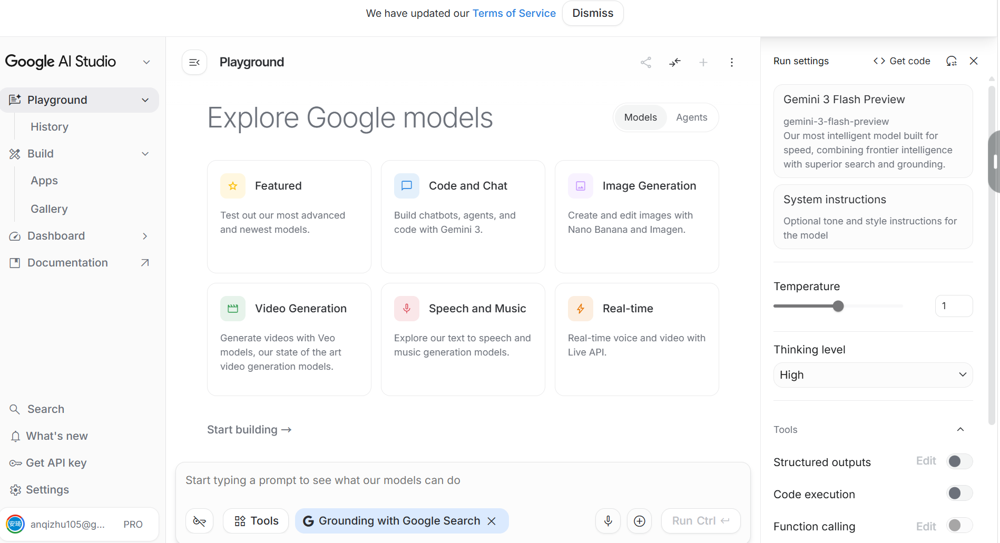 We have updated our Terms of Service
Dismiss
Google AI Studio
Playground
History
Build
Apps
Gallery
Dashboard
Documentation
Search
What's new
Get API key
Settings
安琦
anqizhu105@g...
PRO
Playground
Explore Google models
Models
Agents
Featured
Test out our most advanced
and newest models.
Code and Chat
Build chatbots, agents, and
code with Gemini 3.
Image Generation
Create and edit images with
Nano Banana and Imagen.
Video Generation
Generate videos with Veo
models, our state of the art
video generation models.
Speech and Music
Explore our text to speech and
music generation models.
Real-time
Real-time voice and video with
Live API.
Start building →
Start typing a prompt to see what our models can do
Tools
G Grounding with Google Search
Run Ctrl ↵
Run settings
<> Get code
Gemini 3 Flash Preview
gemini-3-flash-preview
Our most intelligent model built for
speed, combining frontier intelligence
with superior search and grounding.
System instructions
Optional tone and style instructions for
the model
Temperature
1
Thinking level
High
Tools
Structured outputs
Edit
Code execution
Function calling
Edit